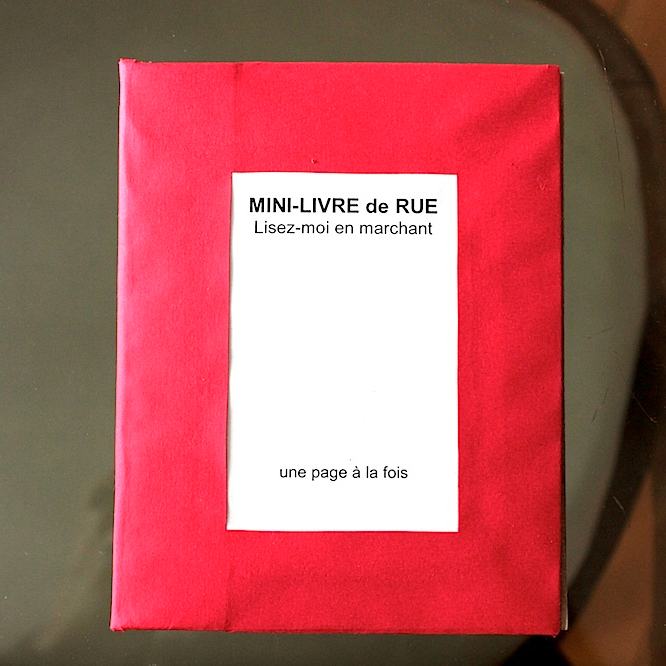 MINI-LIVRE de RUE
Lisez-moi en marchant
une page à la fois